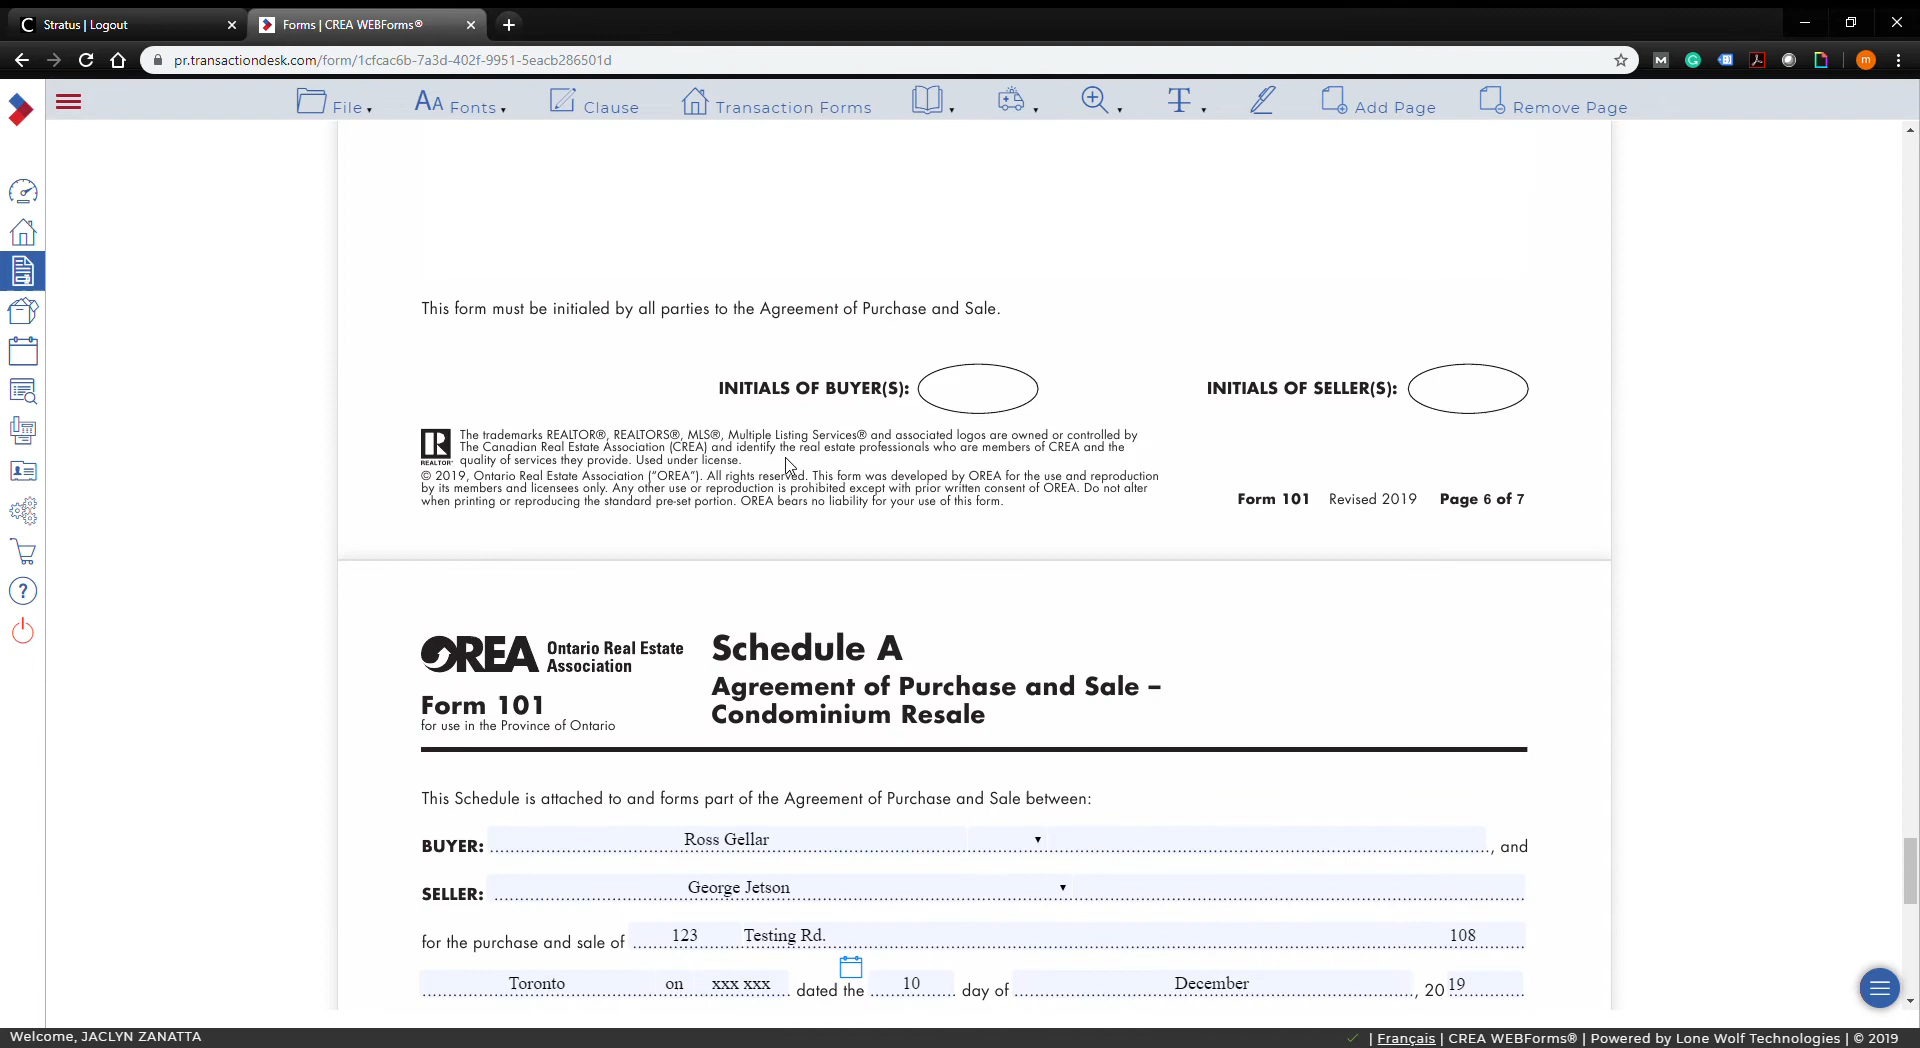 Stratus | Logout
Forms | CREA WEBForms®
pr.transactiondesk.com/form/1cfcac6b-7a3d-402f-9951-5eacb286501d
m
File
AA Fonts
Clause
Transaction Forms
T
Add Page
Remove Page
This form must be initialed by all parties to the Agreement of Purchase and Sale.
INITIALS OF BUYER(S):
INITIALS OF SELLER(S):
R
REALTOR®
The trademarks REALTOR®, REALTORS®, MLS®, Multiple Listing Services® and associated logos are owned or controlled by
The Canadian Real Estate Association (CREA) and identify the real estate professionals who are members of CREA and the
quality of services they provide. Used under license.
© 2019, Ontario Real Estate Association (“OREA”). All rights reserved. This form was developed by OREA for the use and reproduction
by its members and licensees only. Any other use or reproduction is prohibited except with prior written consent of OREA. Do not alter
when printing or reproducing the standard pre-set portion. OREA bears no liability for your use of this form.
Form 101 Revised 2019 Page 6 of 7
OREA Ontario Real Estate
Association
Form 101
for use in the Province of Ontario
Schedule A
Agreement of Purchase and Sale –
Condominium Resale
This Schedule is attached to and forms part of the Agreement of Purchase and Sale between:
BUYER: Ross Gellar , and
SELLER: George Jetson
for the purchase and sale of 123 Testing Rd. 108
Toronto on xxx xxx dated the 10 day of December , 20 19
Welcome, JACLYN ZANATTA
| Français | CREA WEBForms® | Powered by Lone Wolf Technologies | © 2019